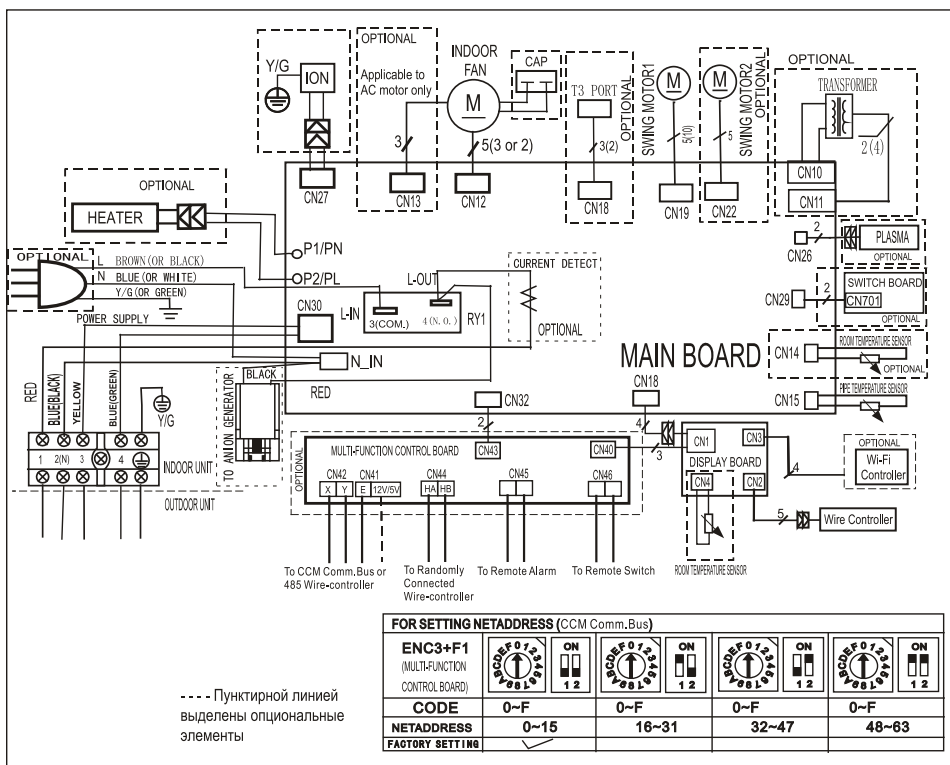 OPTIONAL
Applicable to
AC motor only
Y/G
ION
INDOOR
FAN
M
CAP
T3 PORT
OPTIONAL
SWING MOTOR1
M
SWING MOTOR2
M
OPTIONAL
OPTIONAL
TRANSFORMER
2(4)
3
5(3 or 2)
3(2)
5(10)
5
CN27
CN13
CN12
CN18
CN19
CN22
CN10
CN11
OPTIONAL
HEATER
P1/PN
P2/PL
OPTIONAL
L BROWN(OR BLACK)
N BLUE(OR WHITE)
Y/G(OR GREEN)
POWER SUPPLY
CN30
L-IN
L-OUT
3(COM.)
4(N.O.)
RY1
CURRENT DETECT
OPTIONAL
N_IN
BLACK
RED
TO ANION GENERATOR
CN26
2
PLASMA
OPTIONAL
CN29
2
SWITCH BOARD
CN701
OPTIONAL
MAIN BOARD
CN14
ROOM TEMPERATURE SENSOR
OPTIONAL
CN15
PIPE TEMPERATURE SENSOR
RED
BLUE(BLACK)
YELLOW
BLUE(GREEN)
Y/G
1 2(N) 3 4
INDOOR UNIT
OUTDOOR UNIT
CN32
2
CN18
4
3
OPTIONAL
MULTI-FUNCTION CONTROL BOARD
CN43
CN40
CN42 CN41 CN44 CN45 CN46
X Y E 12V/5V HA HB
CN1
CN3
DISPLAY BOARD
CN4
CN2
4
5
OPTIONAL
Wi-Fi
Controller
Wire Controller
ROOM TEMPERATURE SENSOR
To CCM Comm.Bus or
485 Wire-controller
To Randomly
Connected
Wire-controller
To Remote Alarm
To Remote Switch
FOR SETTING NETADDRESS (CCM Comm.Bus)
ENC3+F1
(MULTI-FUNCTION
CONTROL BOARD)
0123456789ABCDEF ON 1 2
0123456789ABCDEF ON 1 2
0123456789ABCDEF ON 1 2
0123456789ABCDEF ON 1 2
CODE 0~F 0~F 0~F 0~F
NETADDRESS 0~15 16~31 32~47 48~63
FACTORY SETTING
---- Пунктирной линией
выделены опциональные
элементы